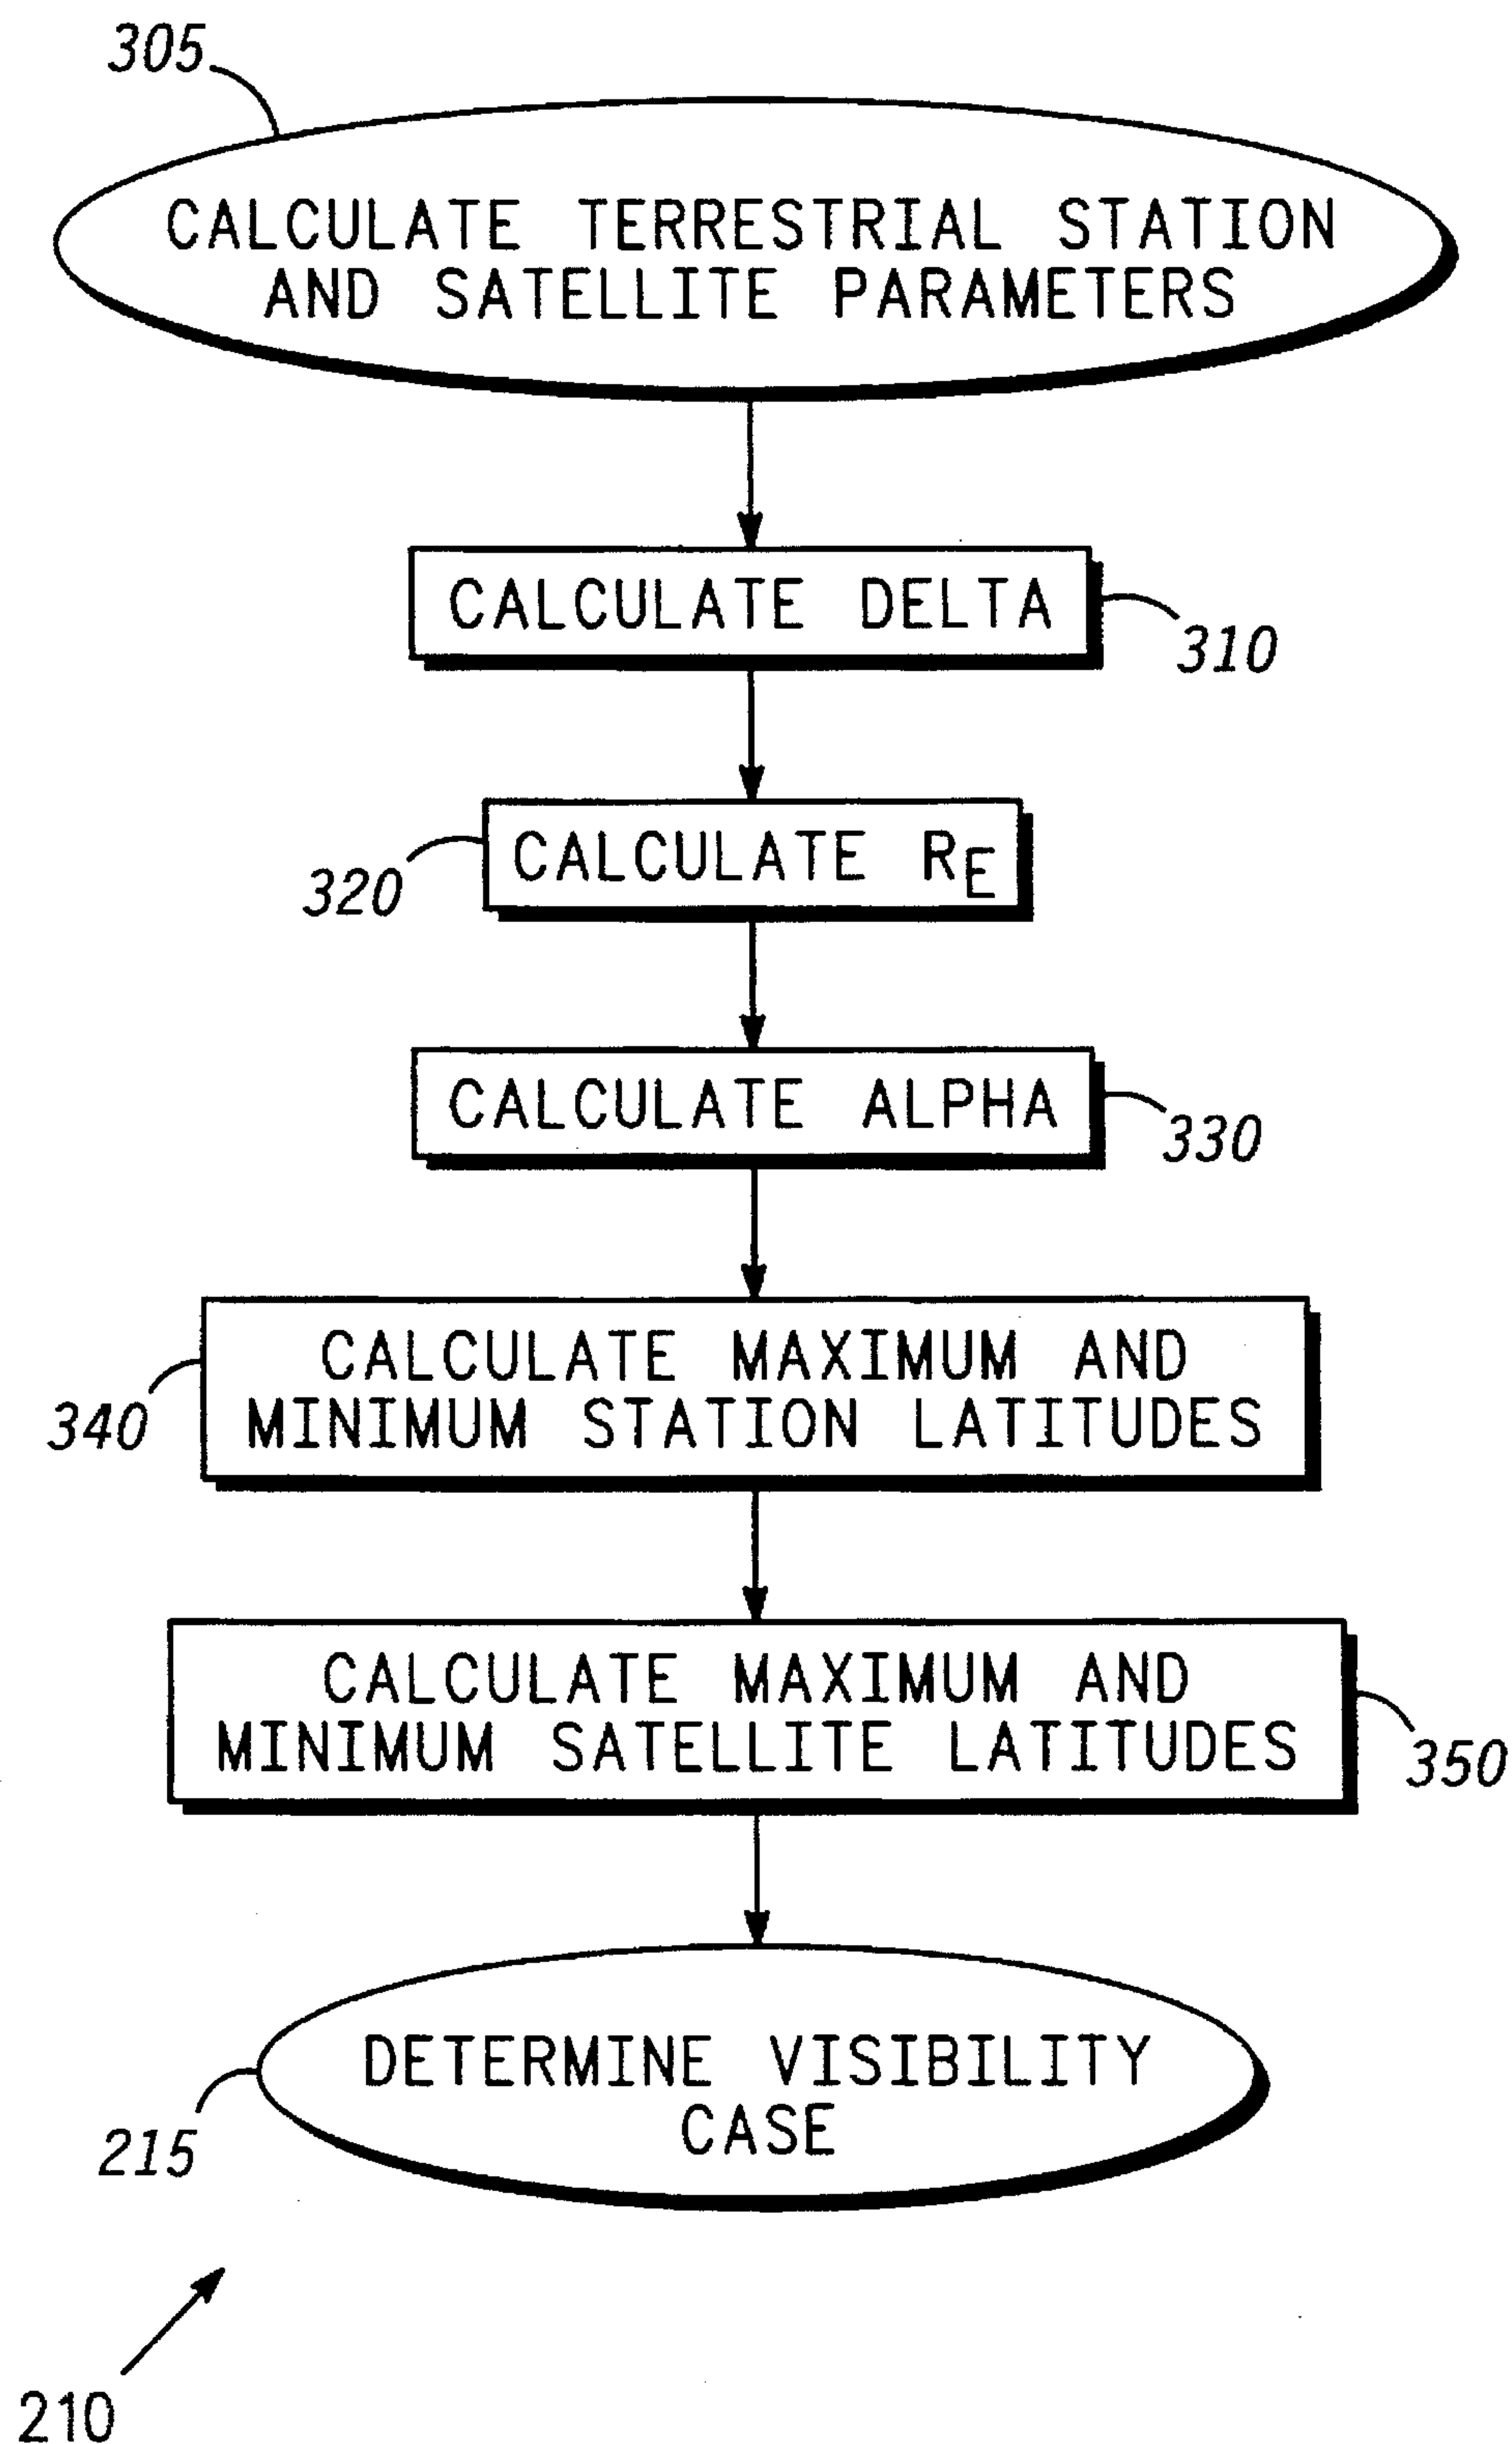 305
CALCULATE TERRESTRIAL STATION
AND SATELLITE PARAMETERS
CALCULATE DELTA
310
CALCULATE RE
320
CALCULATE ALPHA
330
CALCULATE MAXIMUM AND
MINIMUM STATION LATITUDES
340
CALCULATE MAXIMUM AND
MINIMUM SATELLITE LATITUDES
350
DETERMINE VISIBILITY
CASE
215
210